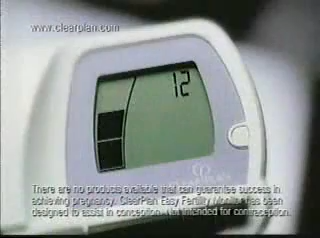 www.clearplan.com
12
There are no products available that can guarantee success in
achieving pregnancy. ClearPlan Easy Fertility Monitor has been
designed to assist in conception. Not intended for contraception.